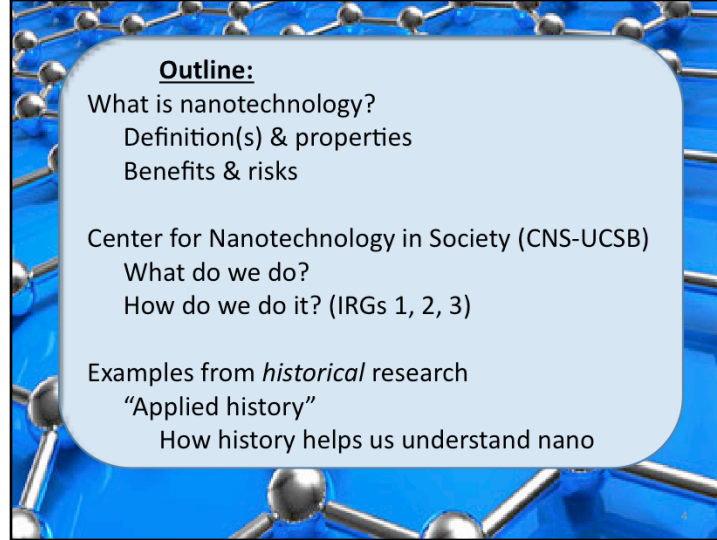 Outline:
What is nanotechnology?
Definition(s) & properties
Benefits & risks
Center for Nanotechnology in Society (CNS-UCSB)
What do we do?
How do we do it? (IRGs 1, 2, 3)
Examples from historical research
“Applied history”
How history helps us understand nano
4